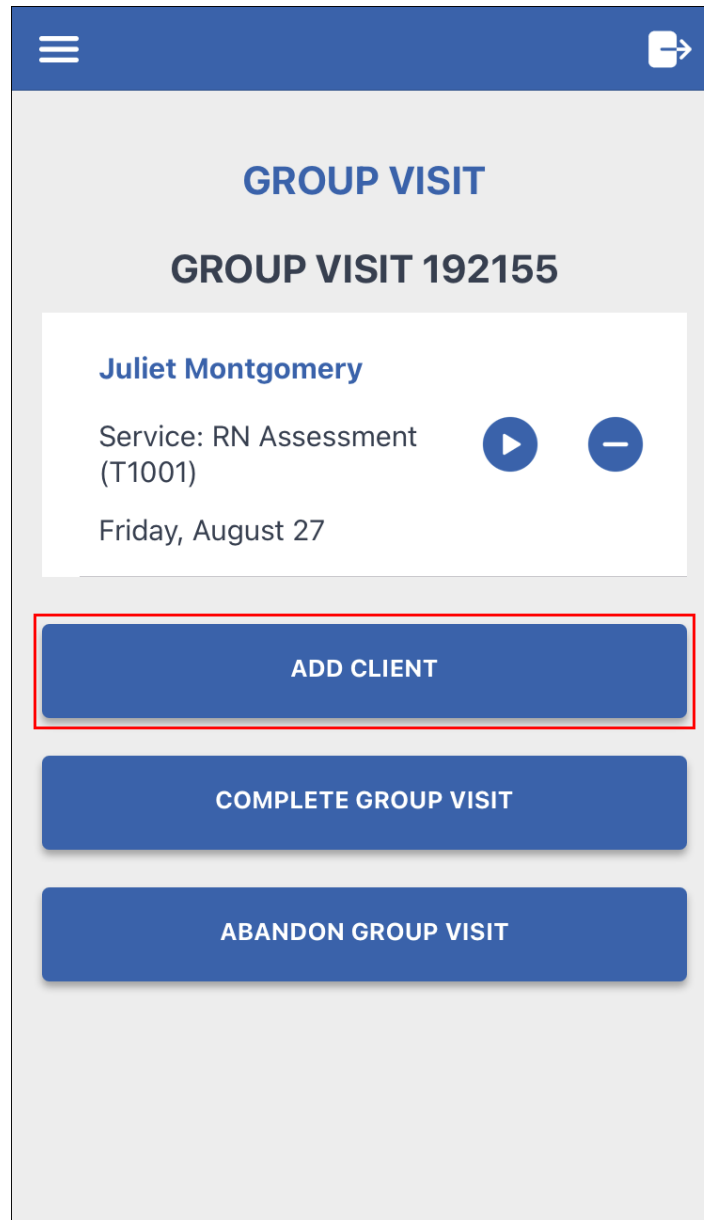 GROUP VISIT
GROUP VISIT 192155
Juliet Montgomery
Service: RN Assessment
(T1001)
Friday, August 27
ADD CLIENT
COMPLETE GROUP VISIT
ABANDON GROUP VISIT